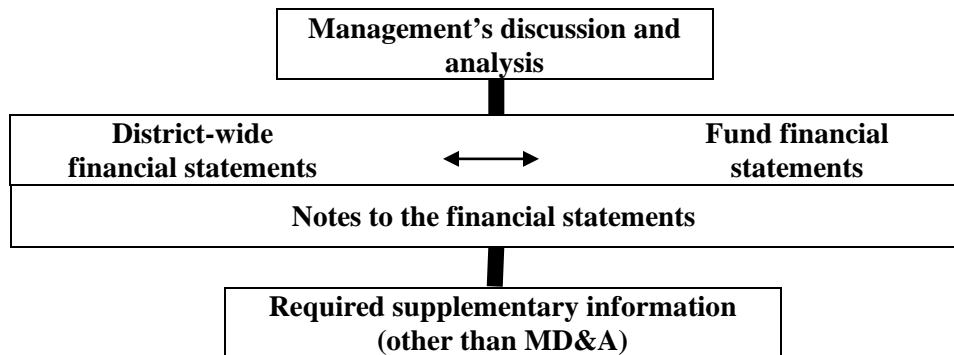 Management’s discussion and
analysis
District-wide
financial statements
Fund financial
statements
Notes to the financial statements
Required supplementary information
(other than MD&A)